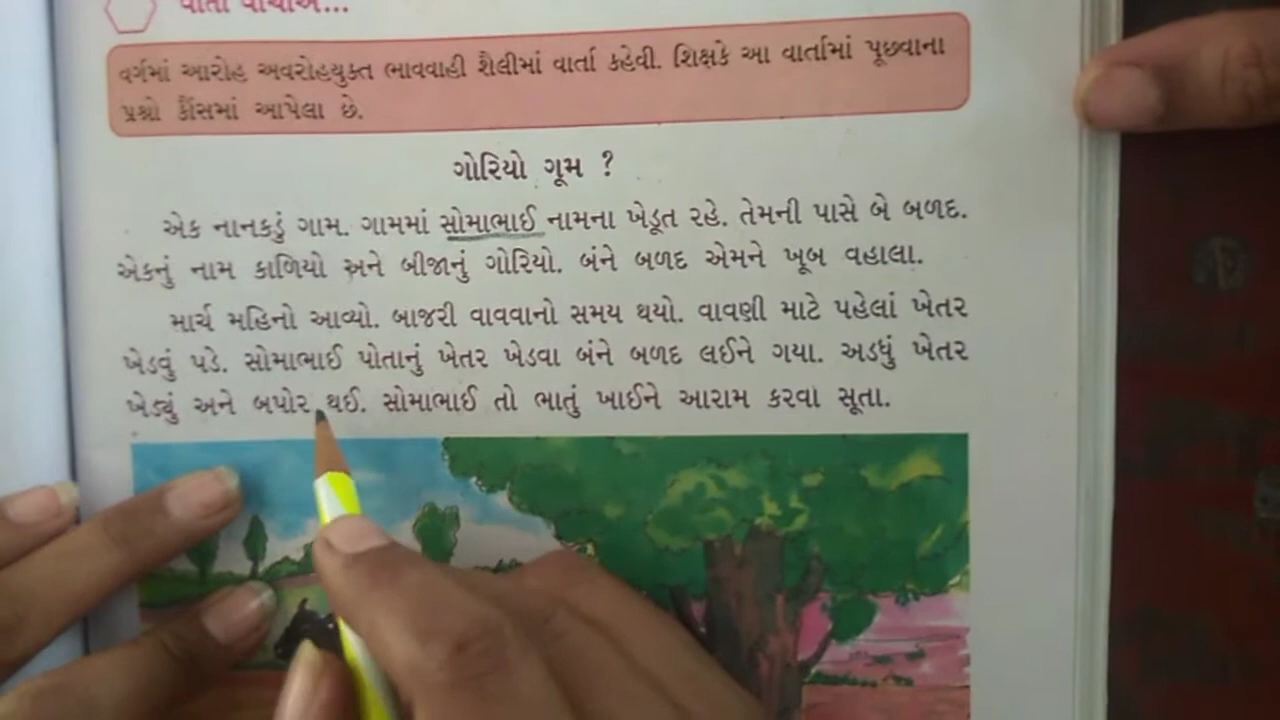 વર્ગમાં આરોહ અવરોહયુક્ત ભાવવાહી શૈલીમાં વાર્તા કહેવી. શિક્ષકે આ વાર્તામાં પૂછવાના
પ્રશ્નો કૌંસમાં આપેલા છે.
ગોરિયો ગૂમ ?
એક નાનકડું ગામ. ગામમાં સોમાભાઈ નામના ખેડૂત રહે. તેમની પાસે બે બળદ.
એકનું નામ કાળિયો અને બીજાનું ગોરિયો. બંને બળદ એમને ખૂબ વહાલા.
માર્ચ મહિનો આવ્યો. બાજરી વાવવાનો સમય થયો. વાવણી માટે પહેલાં ખેતર
ખેડવું પડે. સોમાભાઈ પોતાનું ખેતર ખેડવા બંને બળદ લઈને ગયા. અડધું ખેતર
ખેડ્યું અને બપોર થઈ. સોમાભાઈ તો ભાતું ખાઈને આરામ કરવા સૂતા.